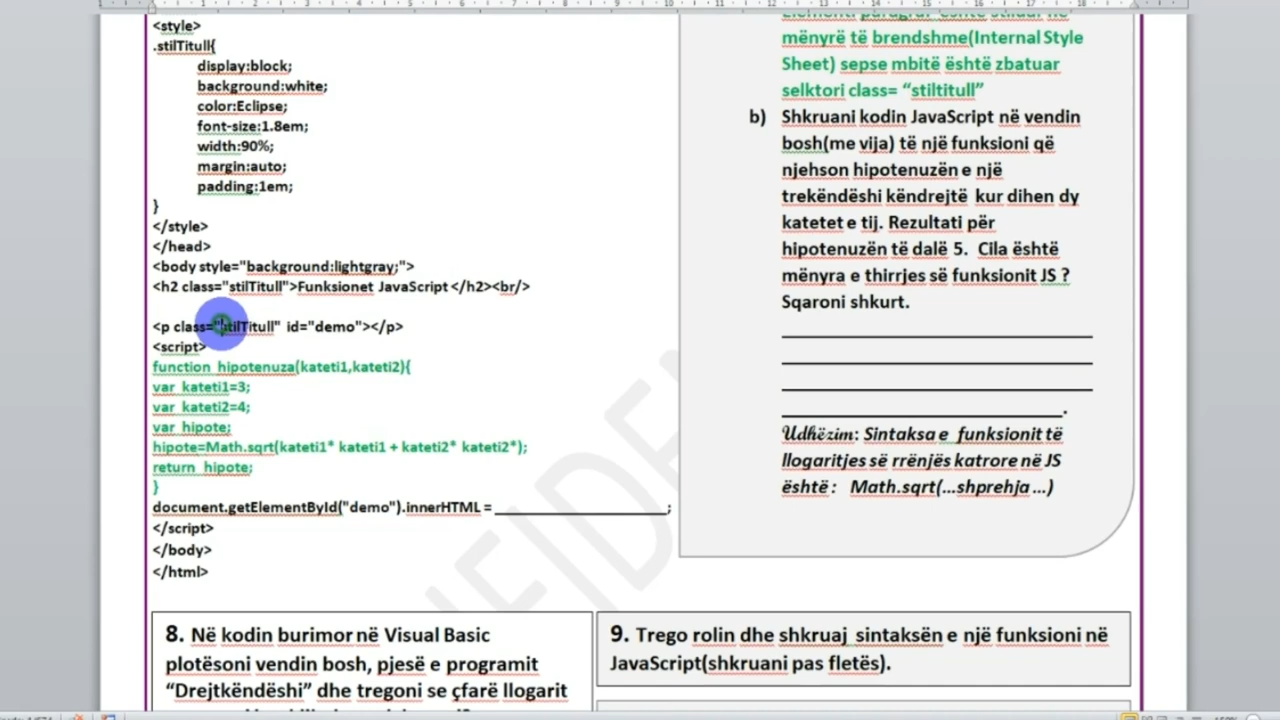 <style>
.stilTitull{
display:block;
background:white;
color:Eclipse;
font-size:1.8em;
width:90%;
margin:auto;
padding:1em;
}
</style>
</head>
<body style="background:lightgray;">
<h2 class="stilTitull">Funksionet JavaScript</h2><br/>
<p class="stilTitull" id="demo"></p>
<script>
function hipotenuza(kateti1,kateti2){
var kateti1=3;
var kateti2=4;
var hipote;
hipote=Math.sqrt(kateti1* kateti1 + kateti2* kateti2*);
return hipote;
}
document.getElementById("demo").innerHTML = ____________________;
</script>
</body>
</html>
mënyrë të brendshme(Internal Style
Sheet) sepse mbitë është zbatuar
selktori class= “stiltitull”
b) Shkruani kodin JavaScript në vendin
bosh(me vija) të një funksioni që
njehson hipotenuzën e një
trekëndëshi këndrejtë kur dihen dy
katetet e tij. Rezultati për
hipotenuzën të dalë 5. Cila është
mënyra e thirrjes së funksionit JS ?
Sqaroni shkurt.
Udhëzim: Sintaksa e funksionit të
llogaritjes së rrënjës katrore në JS
është : Math.sqrt(...shprehja ...)
8. Në kodin burimor në Visual Basic
plotësoni vendin bosh, pjesë e programit
“Drejtkëndëshi” dhe tregoni se çfarë llogarit
9. Trego rolin dhe shkruaj sintaksën e një funksioni në
JavaScript(shkruani pas fletës).